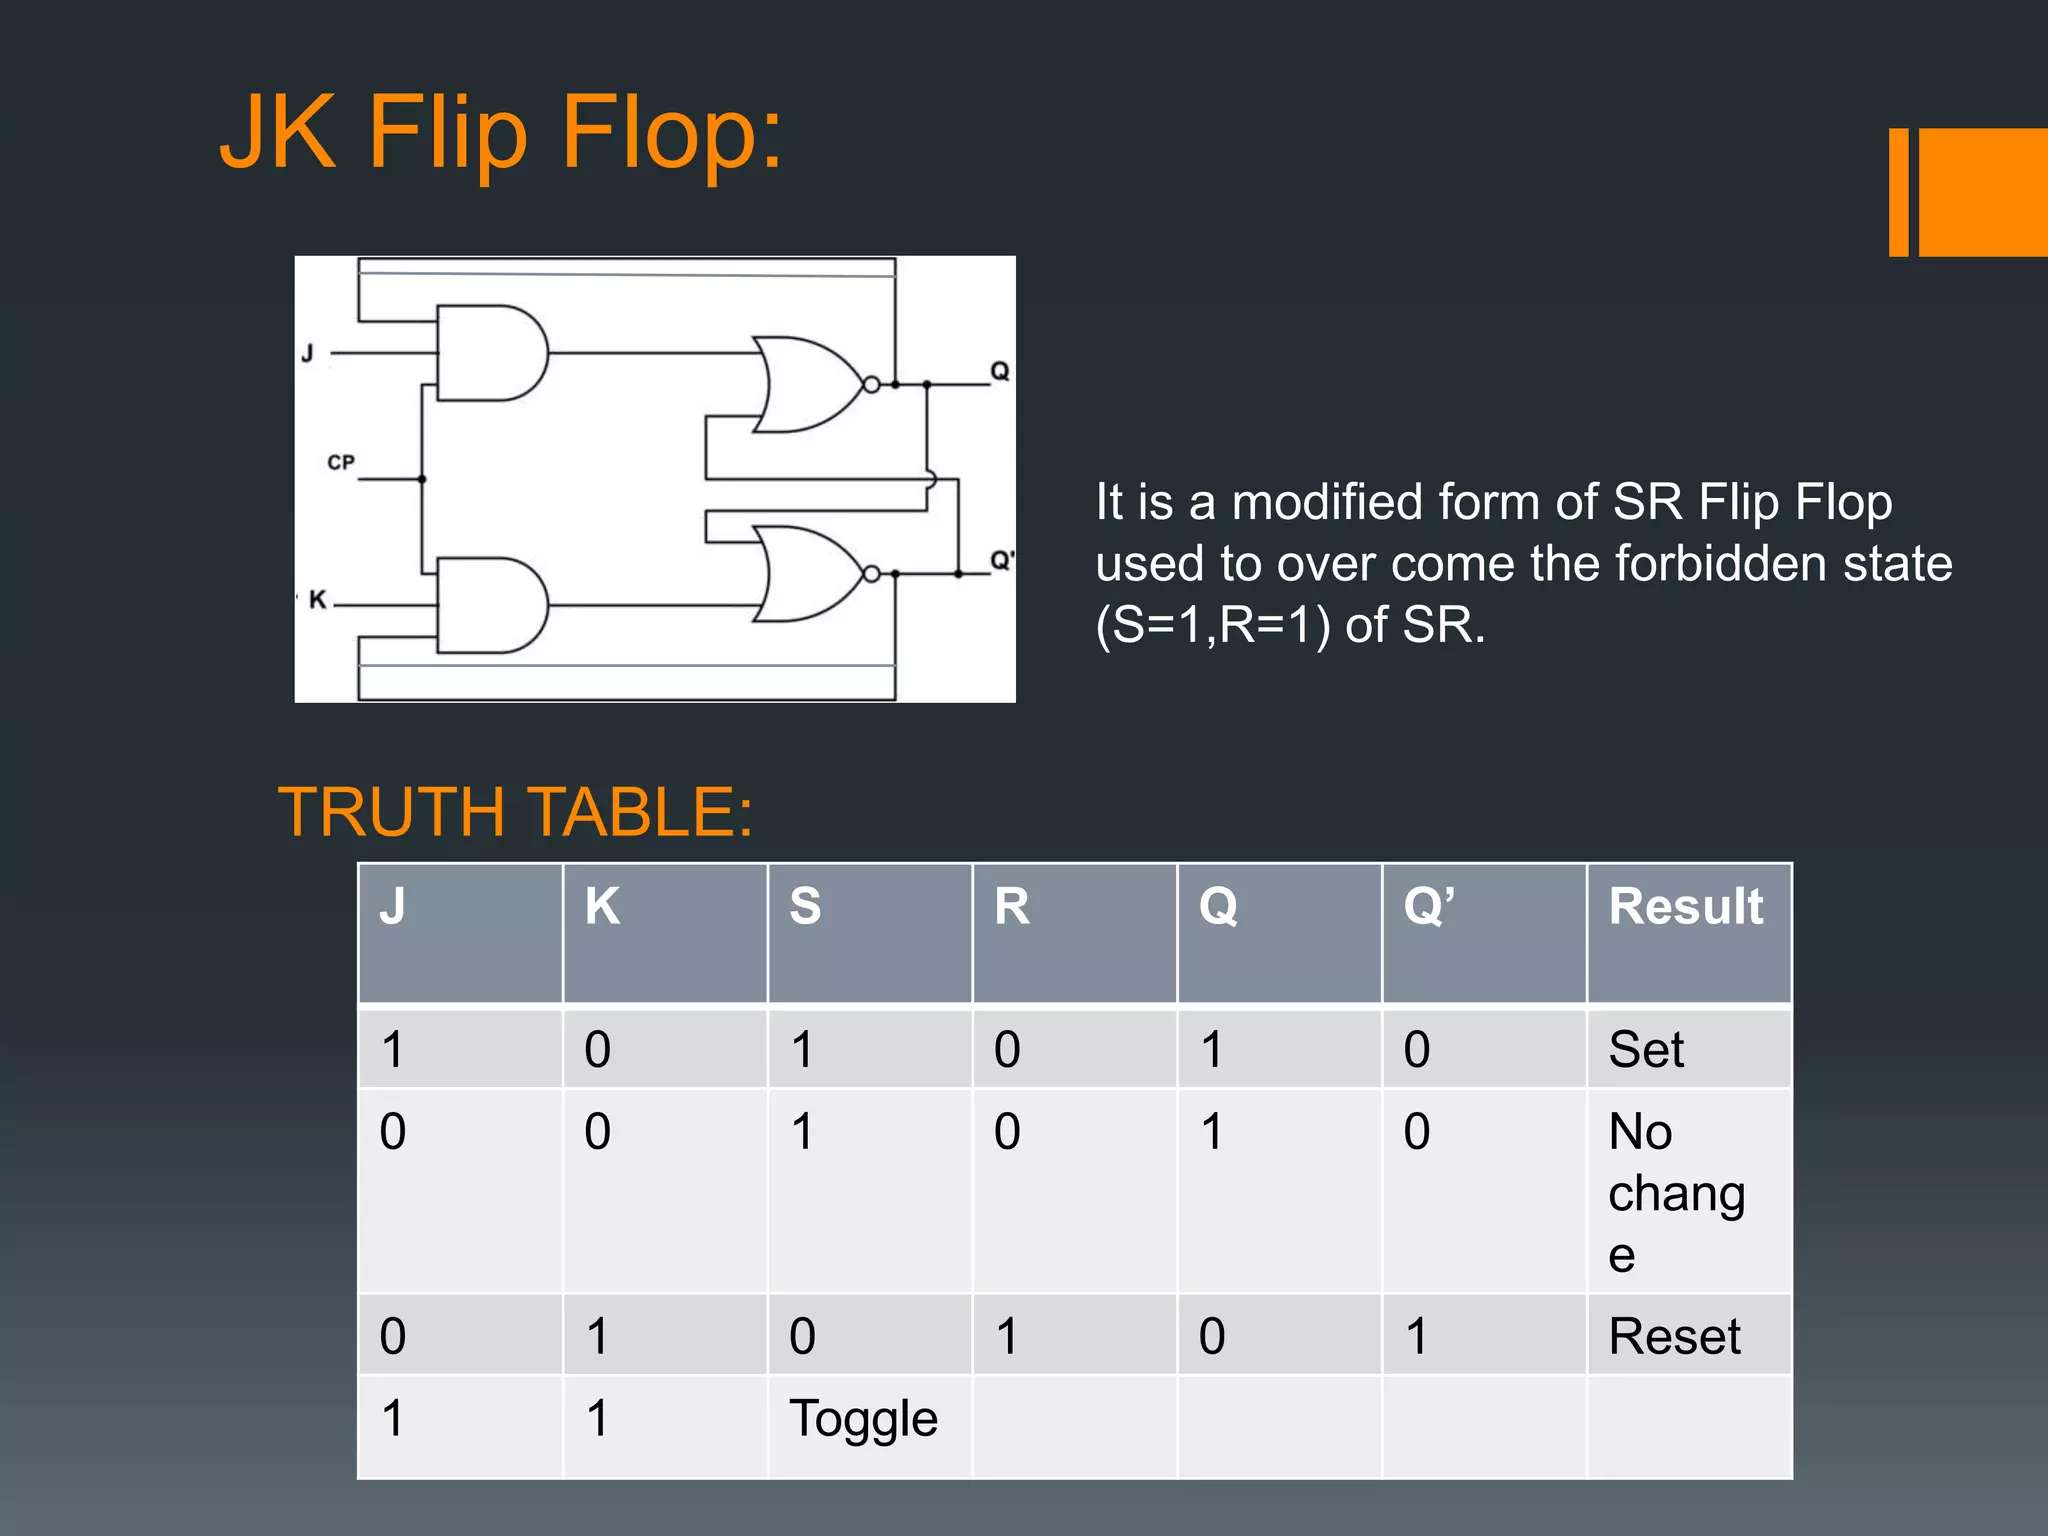 JK Flip Flop:
J
Q
CP
Q'
K
It is a modified form of SR Flip Flop
used to over come the forbidden state
(S=1,R=1) of SR.
TRUTH TABLE:
J K S R Q Q’ Result
1 0 1 0 1 0 Set
0 0 1 0 1 0 No
chang
e
0 1 0 1 0 1 Reset
1 1 Toggle